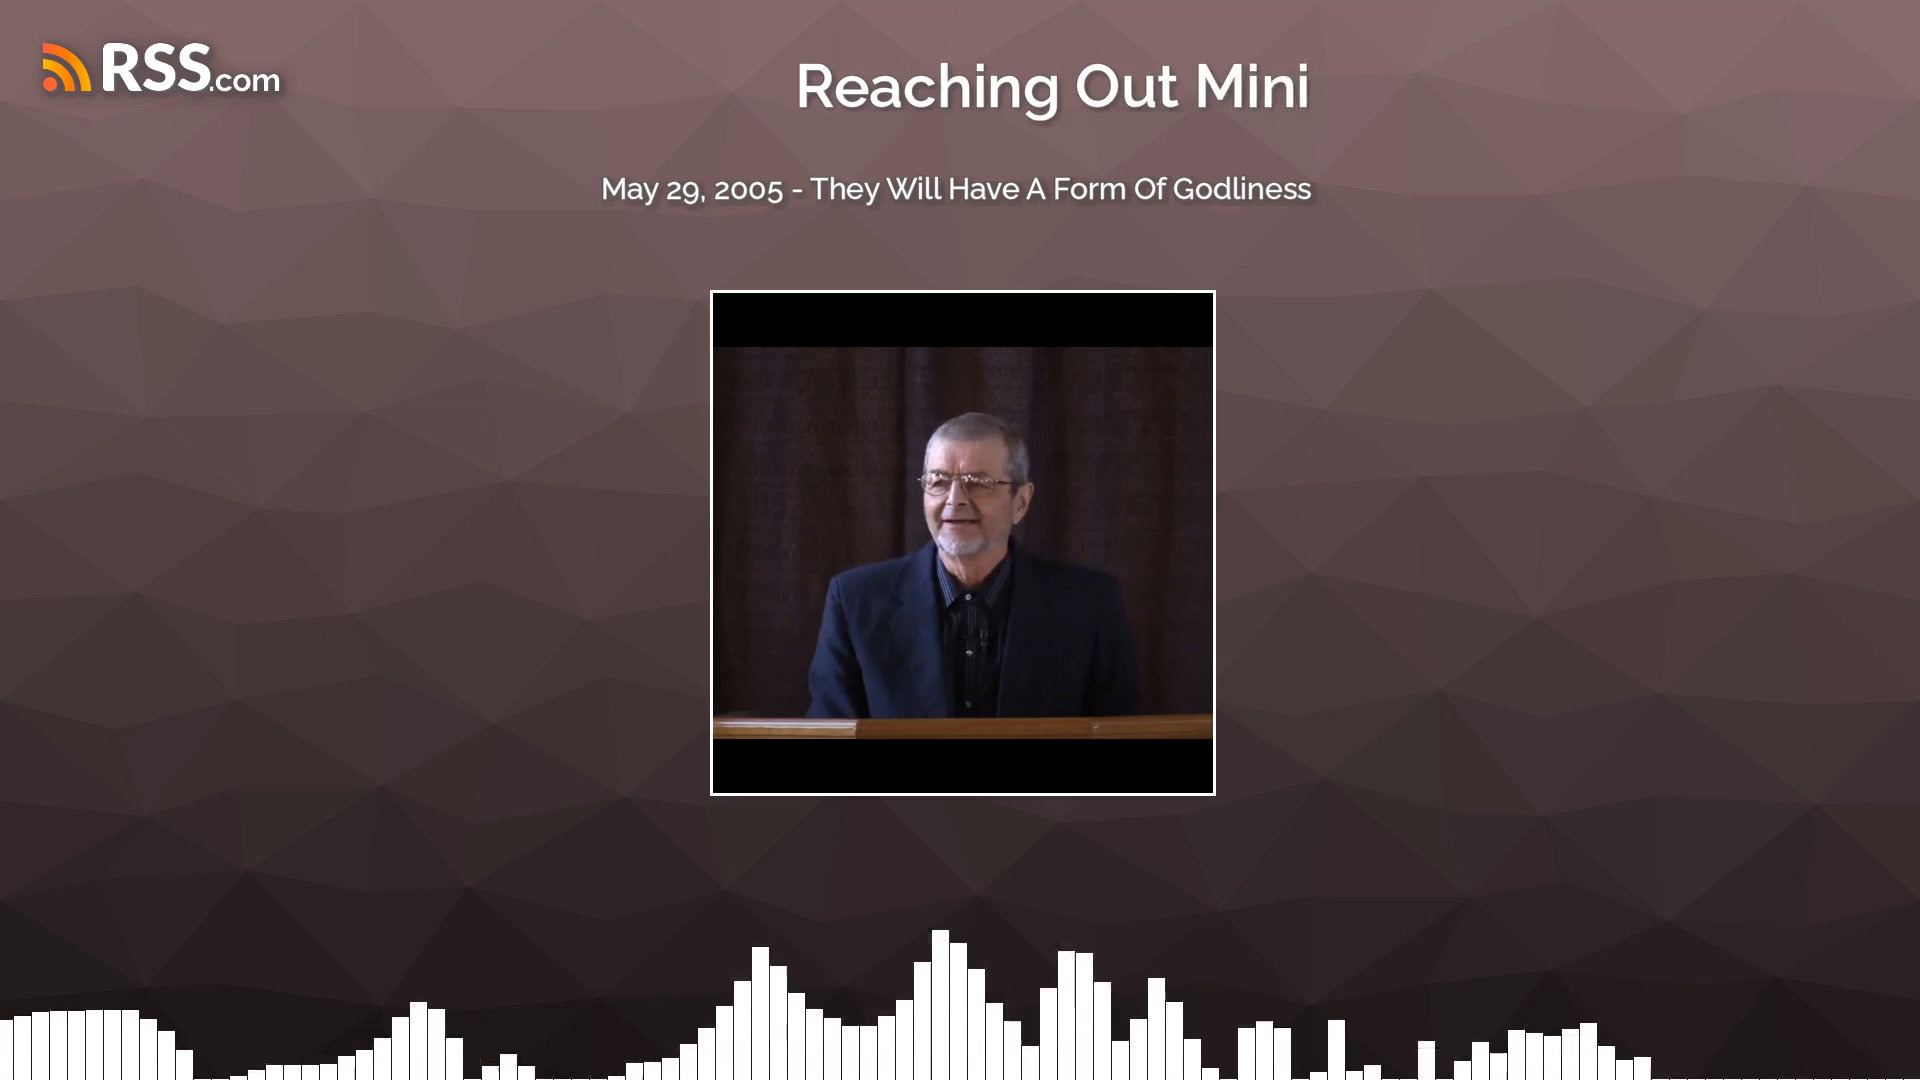 RSS.com
Reaching Out Mini
May 29, 2005 - They Will Have A Form Of Godliness